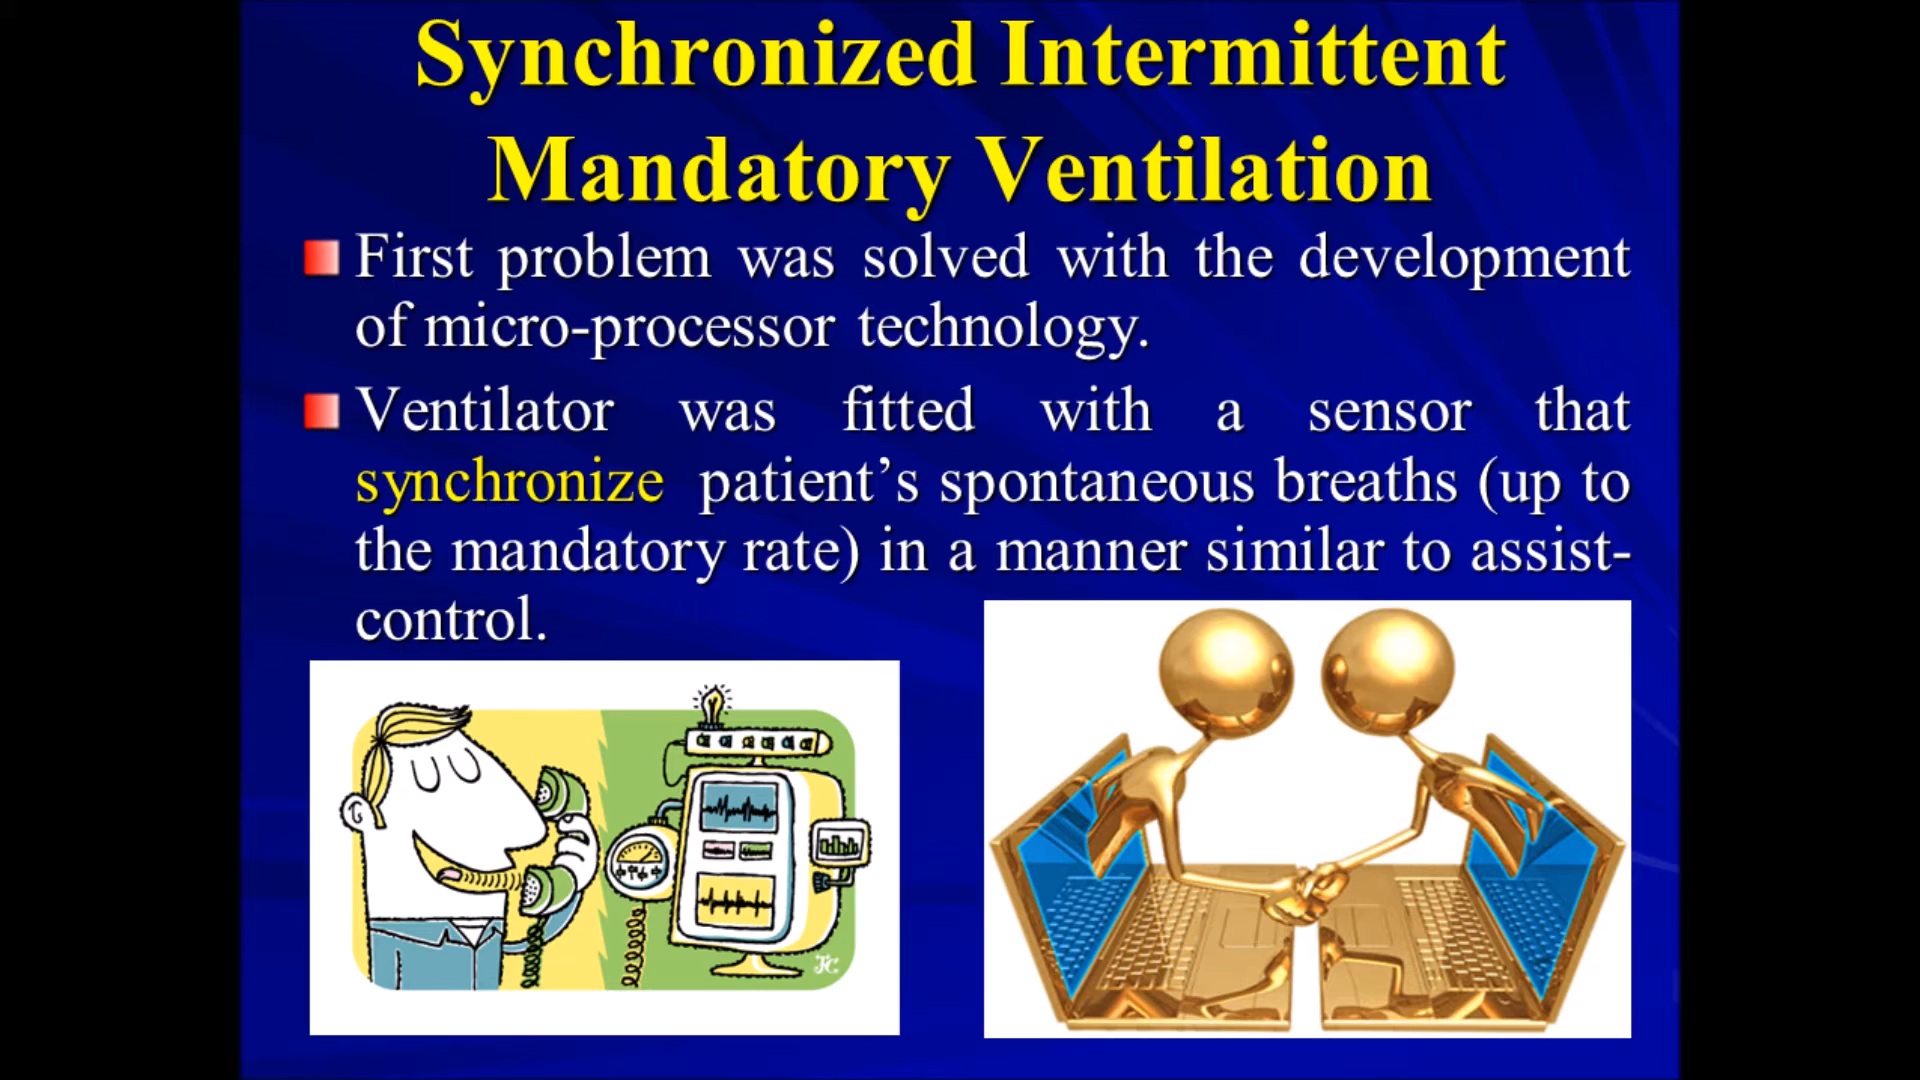 Synchronized Intermittent
Mandatory Ventilation
First problem was solved with the development
of micro-processor technology.
Ventilator was fitted with a sensor that
synchronize patient’s spontaneous breaths (up to
the mandatory rate) in a manner similar to assist-
control.